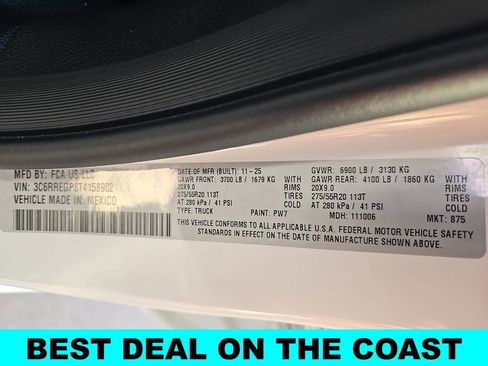 MFD BY: FCA US LLC
VIN: 3C6RREGP8T4158902
VEHICLE MADE IN: MEXICO
DATE OF MFR (BUILT): 11-25
GAWR FRONT: 3700 LB / 1679 KG WITH
20X9.0 RIMS
275/55R20 113T TIRES
AT 280 kPa / 41 PSI COLD
TYPE: TRUCK PAINT: PW7
GVWR: 6900 LB / 3130 KG
GAWR REAR: 4100 LB / 1860 KG WITH
20X9.0 RIMS
275/55R20 113T TIRES
AT 280 kPa / 41 PSI COLD
MDH: 111006 MKT: 875
THIS VEHICLE CONFORMS TO ALL APPLICABLE U.S.A. FEDERAL MOTOR VEHICLE SAFETY
STANDARDS IN EFFECT ON THE DATE OF MANUFACTURE SHOWN ABOVE.
BEST DEAL ON THE COAST